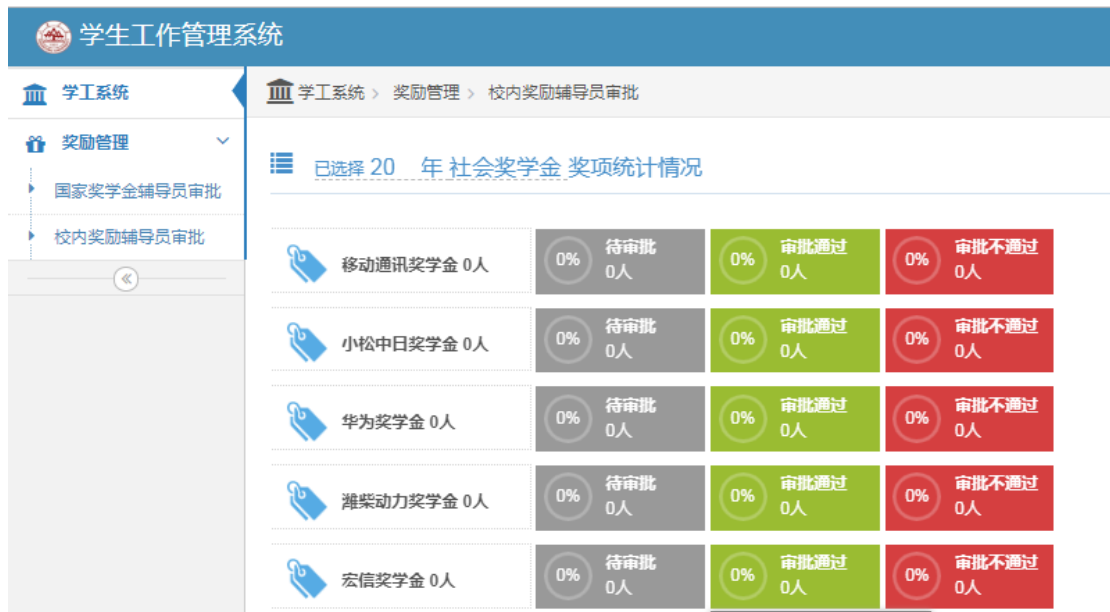 学生工作管理系统
学工系统
奖励管理
国家奖学金辅导员审批
校内奖励辅导员审批
学工系统 > 奖励管理 > 校内奖励辅导员审批
已选择 20 年 社会奖学金 奖项统计情况
移动通讯奖学金 0人
0%
待审批
0人
0%
审批通过
0人
0%
审批不通过
0人
小松中日奖学金 0人
0%
待审批
0人
0%
审批通过
0人
0%
审批不通过
0人
华为奖学金 0人
0%
待审批
0人
0%
审批通过
0人
0%
审批不通过
0人
潍柴动力奖学金 0人
0%
待审批
0人
0%
审批通过
0人
0%
审批不通过
0人
宏信奖学金 0人
0%
待审批
0人
0%
审批通过
0人
0%
审批不通过
0人